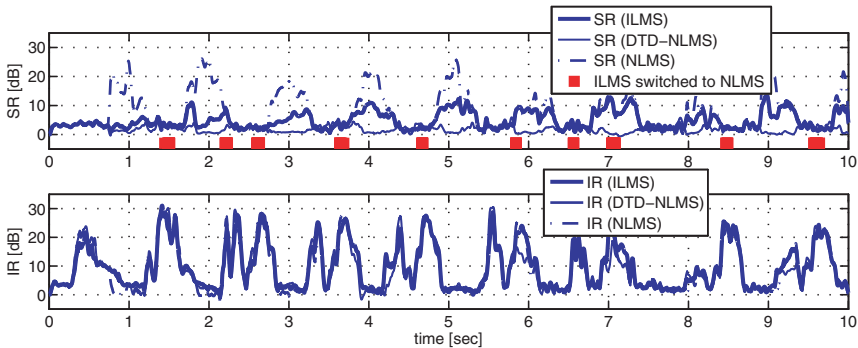 SR (ILMS)
SR (DTD−NLMS)
SR (NLMS)
ILMS switched to NLMS
SR [dB]
30
20
10
0
0 1 2 3 4 5 6 7 8 9 10
IR (ILMS)
IR (DTD−NLMS)
IR (NLMS)
IR [dB]
30
20
10
0
0 1 2 3 4 5 6 7 8 9 10
time [sec]